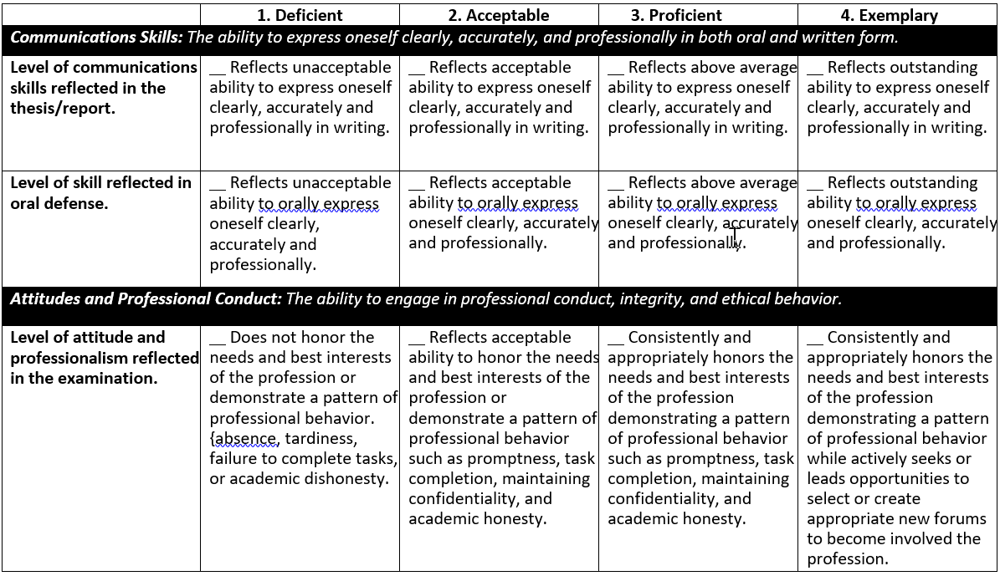 1. Deficient 2. Acceptable 3. Proficient 4. Exemplary
Communications Skills: The ability to express oneself clearly, accurately, and professionally in both oral and written form.
Level of communications
skills reflected in the
thesis/report.
__ Reflects unacceptable
ability to express oneself
clearly, accurately and
professionally in writing.
__ Reflects acceptable
ability to express oneself
clearly, accurately and
professionally in writing.
__ Reflects above average
ability to express oneself
clearly, accurately and
professionally in writing.
__ Reflects outstanding
ability to express oneself
clearly, accurately and
professionally in writing.
Level of skill reflected in
oral defense.
__ Reflects unacceptable
ability to orally express
oneself clearly,
accurately and
professionally.
__ Reflects acceptable
ability to orally express
oneself clearly, accurately
and professionally.
__ Reflects above average
ability to orally express
oneself clearly, accurately
and professionally.
__ Reflects outstanding
ability to orally express
oneself clearly, accurately
and professionally.
Attitudes and Professional Conduct: The ability to engage in professional conduct, integrity, and ethical behavior.
Level of attitude and
professionalism reflected
in the examination.
__ Does not honor the
needs and best interests
of the profession or
demonstrate a pattern of
professional behavior.
{absence, tardiness,
failure to complete tasks,
or academic dishonesty.
__ Reflects acceptable
ability to honor the needs
and best interests of the
profession or
demonstrate a pattern of
professional behavior
such as promptness, task
completion, maintaining
confidentiality, and
academic honesty.
__ Consistently and
appropriately honors the
needs and best interests
of the profession
demonstrating a pattern
of professional behavior
such as promptness, task
completion, maintaining
confidentiality, and
academic honesty.
__ Consistently and
appropriately honors the
needs and best interests
of the profession
demonstrating a pattern
of professional behavior
while actively seeks or
leads opportunities to
select or create
appropriate new forums
to become involved the
profession.